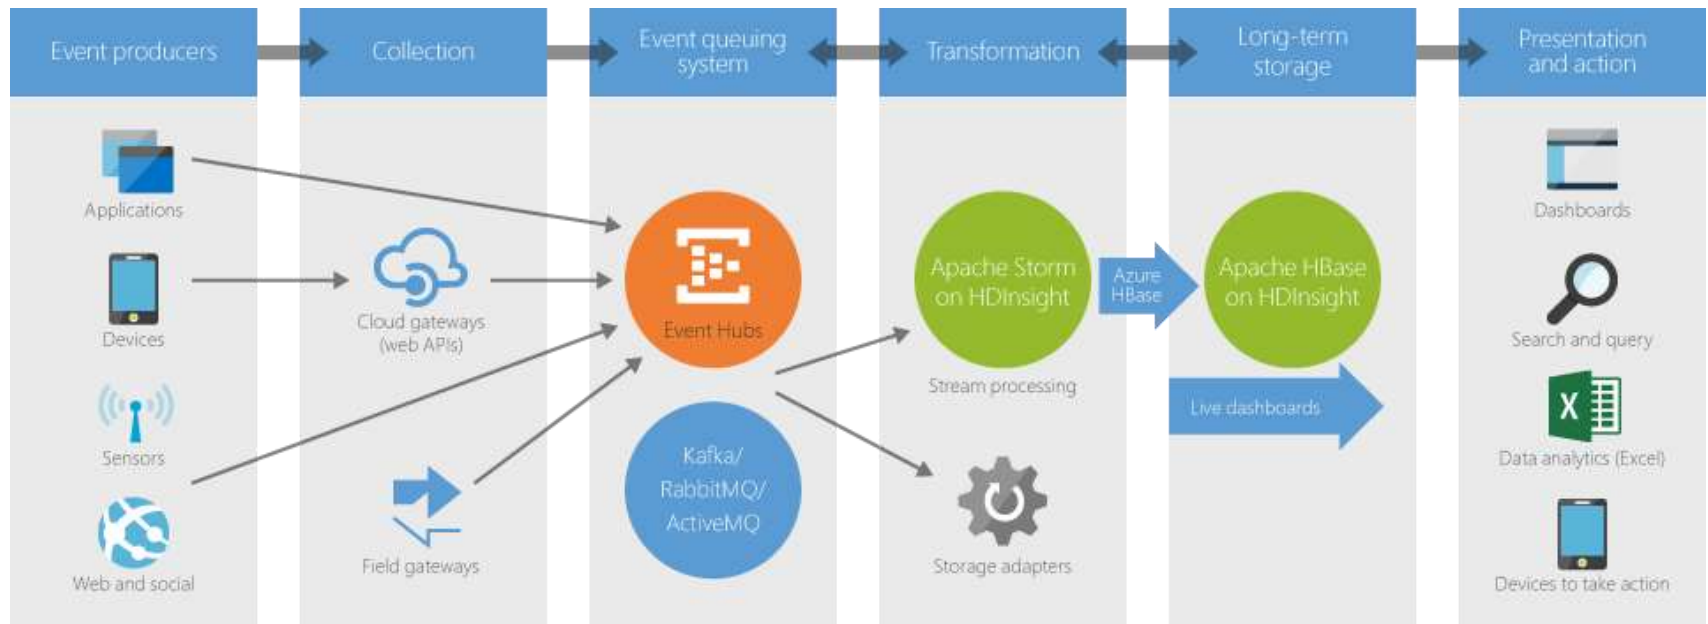 Event producers
Collection
Event queuing
system
Transformation
Long-term
storage
Presentation
and action
Applications
Devices
Sensors
Web and social
Cloud gateways
(web APIs)
Field gateways
Event Hubs
Kafka/
RabbitMQ/
ActiveMQ
Apache Storm
on HDInsight
Stream processing
Storage adapters
Azure
HBase
Apache HBase
on HDInsight
Live dashboards
Dashboards
Search and query
X
Data analytics (Excel)
Devices to take action